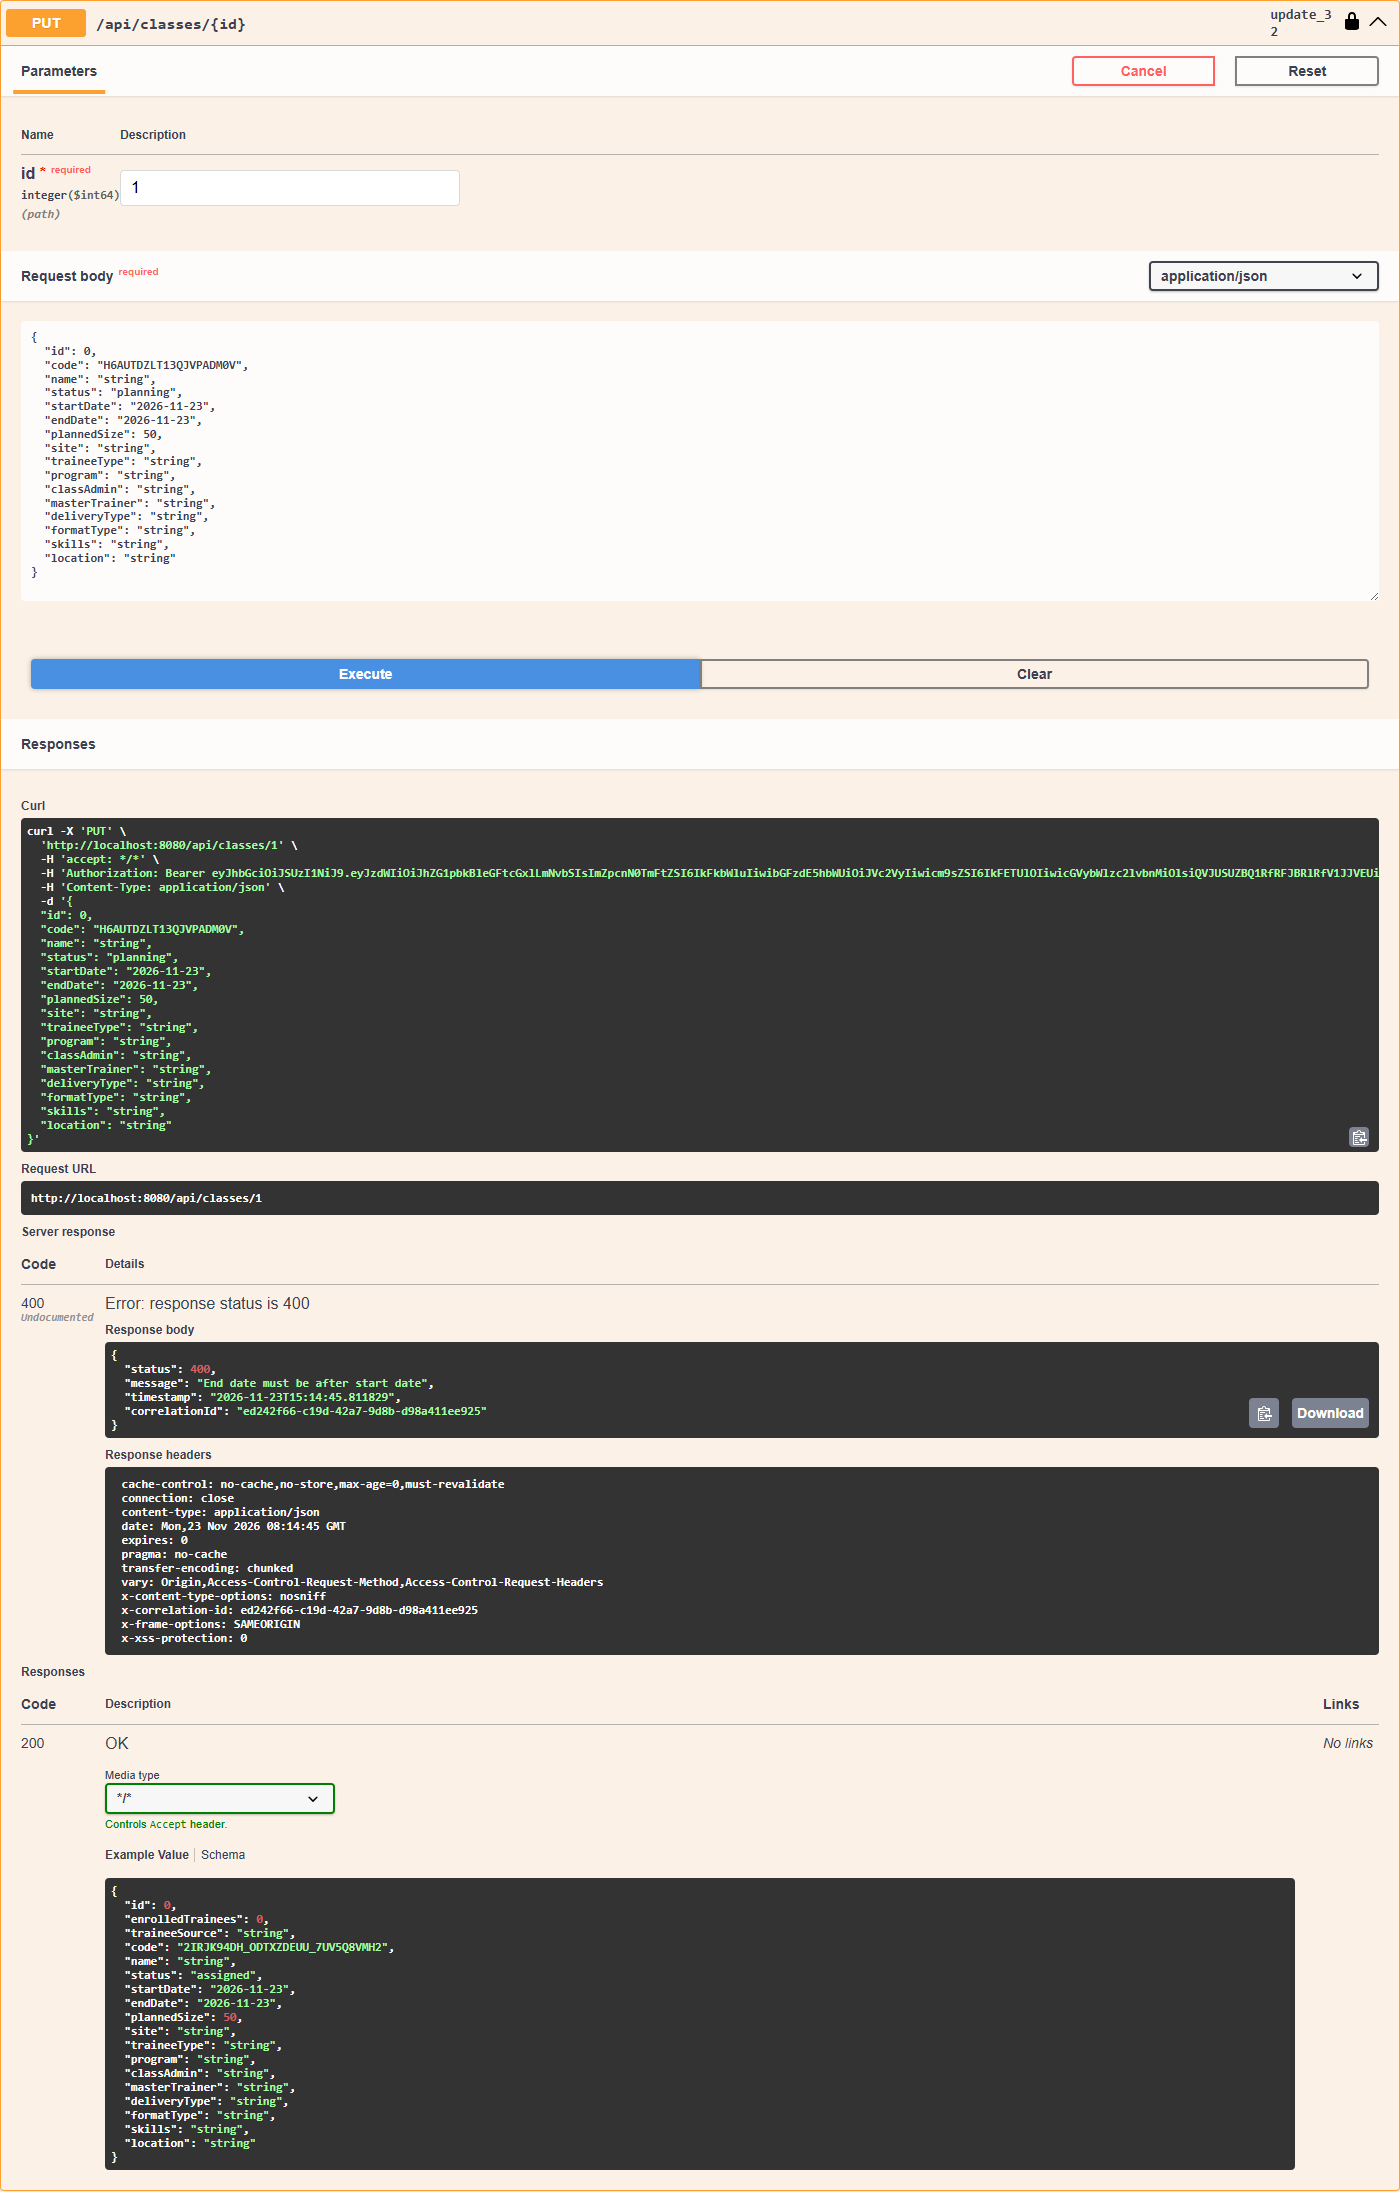 PUT /api/classes/{id} update_3
2
Parameters Cancel Reset
Name Description
id * required
integer($int64) 1
(path)
Request body required application/json
{
  "id": 0,
  "code": "H6AUTDZLT13QJVPADM0V",
  "name": "string",
  "status": "planning",
  "startDate": "2026-11-23",
  "endDate": "2026-11-23",
  "plannedSize": 50,
  "site": "string",
  "traineeType": "string",
  "program": "string",
  "classAdmin": "string",
  "masterTrainer": "string",
  "deliveryType": "string",
  "formatType": "string",
  "skills": "string",
  "location": "string"
}
Execute Clear
Responses
Curl
curl -X 'PUT' \
  'http://localhost:8080/api/classes/1' \
  -H 'accept: */*' \
  -H 'Authorization: Bearer
  -H 'Content-Type: application/json' \
  -d '{
  "id": 0,
  "code": "H6AUTDZLT13QJVPADM0V",
  "name": "string",
  "status": "planning",
  "startDate": "2026-11-23",
  "endDate": "2026-11-23",
  "plannedSize": 50,
  "site": "string",
  "traineeType": "string",
  "program": "string",
  "classAdmin": "string",
  "masterTrainer": "string",
  "deliveryType": "string",
  "formatType": "string",
  "skills": "string",
  "location": "string"
}'
Request URL
http://localhost:8080/api/classes/1
Server response
Code Details
400 Error: response status is 400
Undocumented
Response body
{
  "status": 400,
  "message": "End date must be after start date",
  "timestamp": "2026-11-23T15:14:45.811829",
  "correlationId": "ed242f66-c19d-42a7-9d8b-d98a411ee925"
}
Download
Response headers
cache-control: no-cache,no-store,max-age=0,must-revalidate
connection: close
content-type: application/json
date: Mon,23 Nov 2026 08:14:45 GMT
expires: 0
pragma: no-cache
transfer-encoding: chunked
vary: Origin,Access-Control-Request-Method,Access-Control-Request-Headers
x-content-type-options: nosniff
x-correlation-id: ed242f66-c19d-42a7-9d8b-d98a411ee925
x-frame-options: SAMEORIGIN
x-xss-protection: 0
Responses
Code Description Links
200 OK No links
Media type
*/*
Controls Accept header.
Example Value Schema
{
  "id": 0,
  "enrolledTrainees": 0,
  "traineeSource": "string",
  "code": "2IRJK94DH_ODTXZDEUU_7UV5Q8VMH2",
  "name": "string",
  "status": "assigned",
  "startDate": "2026-11-23",
  "endDate": "2026-11-23",
  "plannedSize": 50,
  "site": "string",
  "traineeType": "string",
  "program": "string",
  "classAdmin": "string",
  "masterTrainer": "string",
  "deliveryType": "string",
  "formatType": "string",
  "skills": "string",
  "location": "string"
}